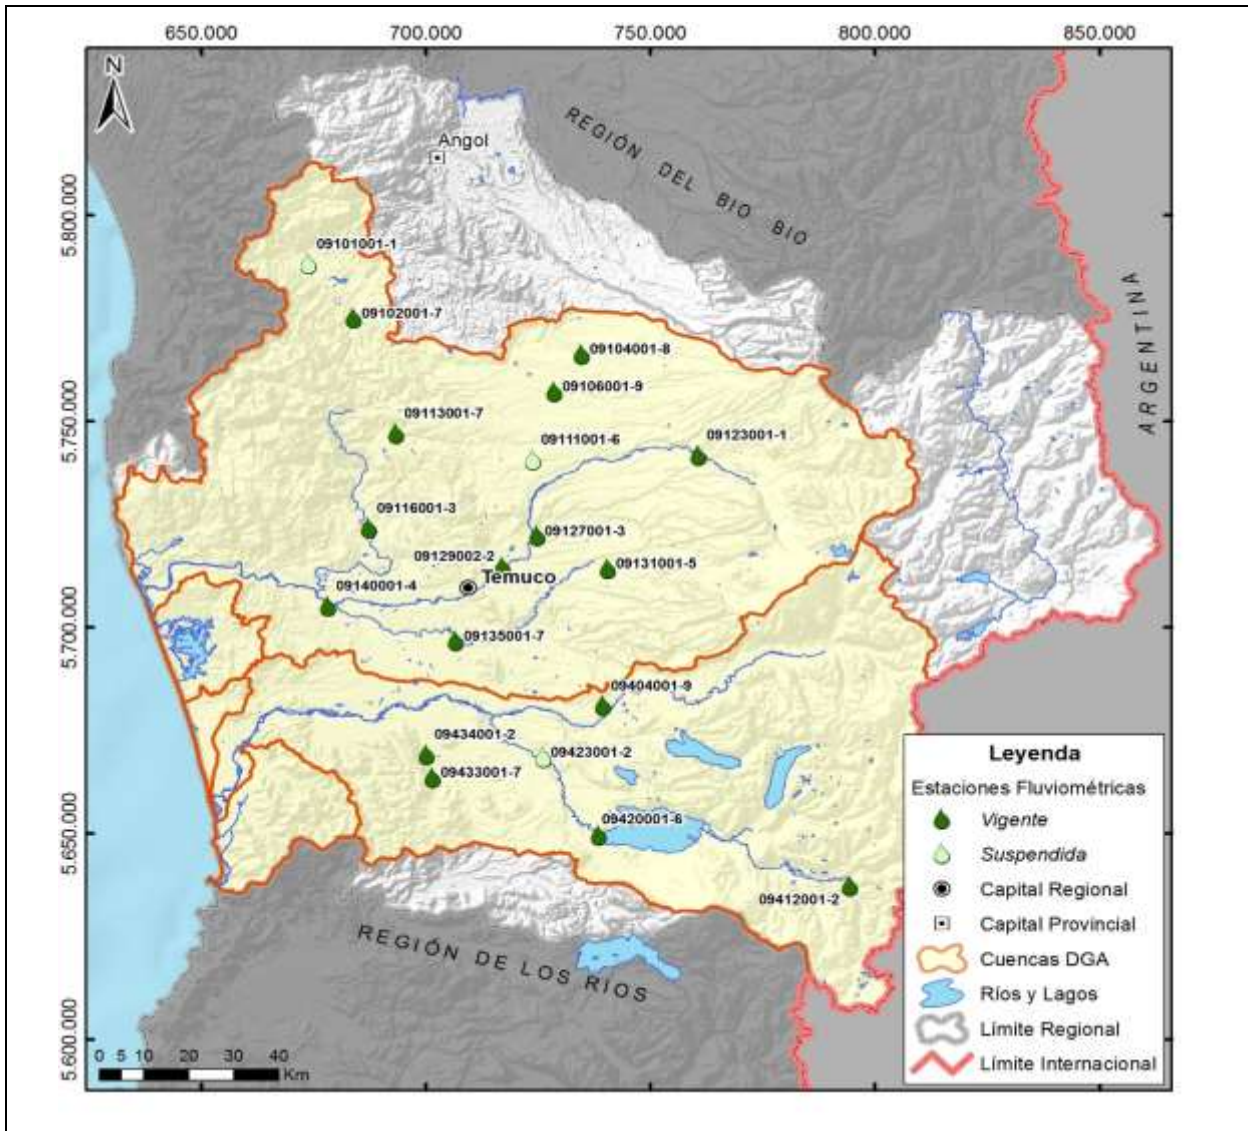 650.000 700.000 750.000 800.000 850.000
N
Angol
REGIÓN DEL BIO BIO
5.800.000
09101001-1
ARGENTINA
09102001-7
09104001-8
09106001-9
5.750.000
09113001-7
09111001-6
09123001-1
09116001-3
09127001-3
09129002-2
09131001-5
Temuco
09140001-4
5.700.000
09135001-7
09404001-9
09434001-2
09423001-2
09433001-7
09420001-6
5.650.000
09412001-2
REGIÓN DE LOS RÍOS
5.600.000
0 5 10 20 30 40
Km
Leyenda
Estaciones Fluviométricas
Vigente
Suspendida
Capital Regional
Capital Provincial
Cuencas DGA
Ríos y Lagos
Límite Regional
Límite Internacional